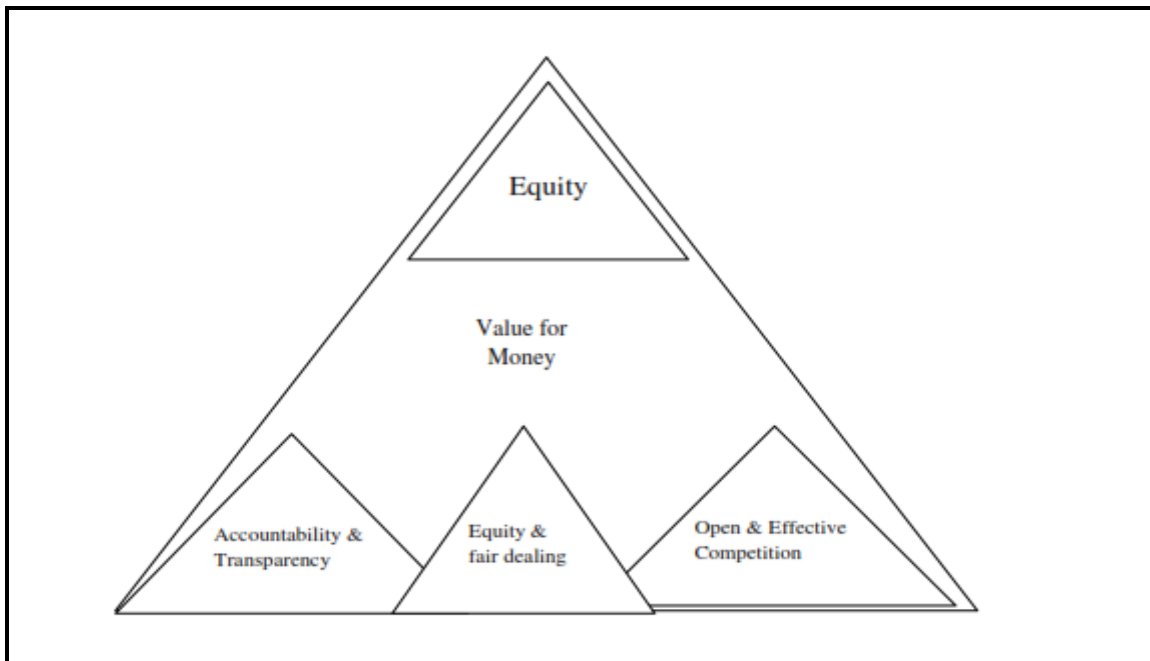 Equity
Value for
Money
Accountability &
Transparency
Equity &
fair dealing
Open & Effective
Competition